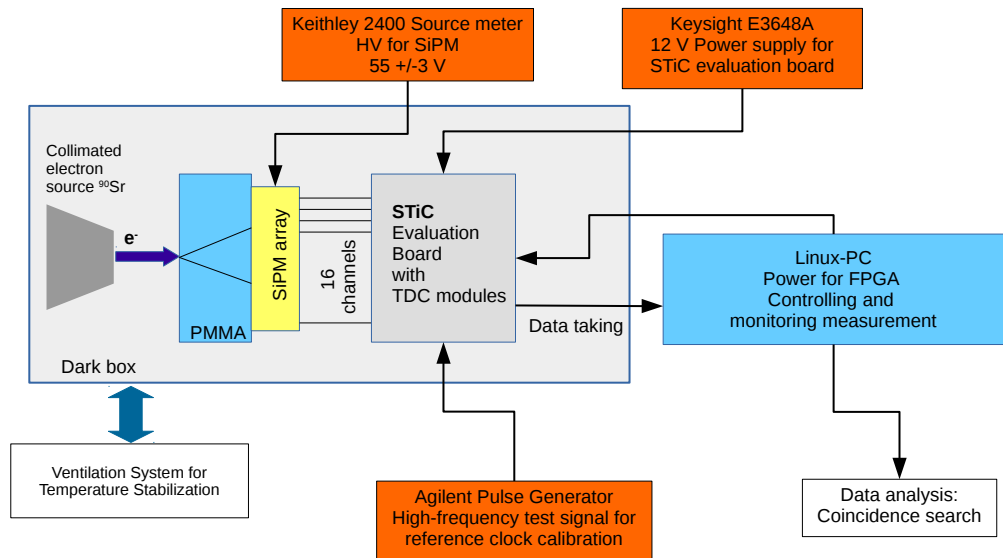 Keithley 2400 Source meter
HV for SiPM
55 +/-3 V
Keysight E3648A
12 V Power supply for
STiC evaluation board
Collimated
electron
source ⁹⁰Sr
e⁻
PMMA
SiPM array
16
channels
STiC
Evaluation
Board
with
TDC modules
Data taking
Linux-PC
Power for FPGA
Controlling and
monitoring measurement
Dark box
Ventilation System for
Temperature Stabilization
Agilent Pulse Generator
High-frequency test signal for
reference clock calibration
Data analysis:
Coincidence search